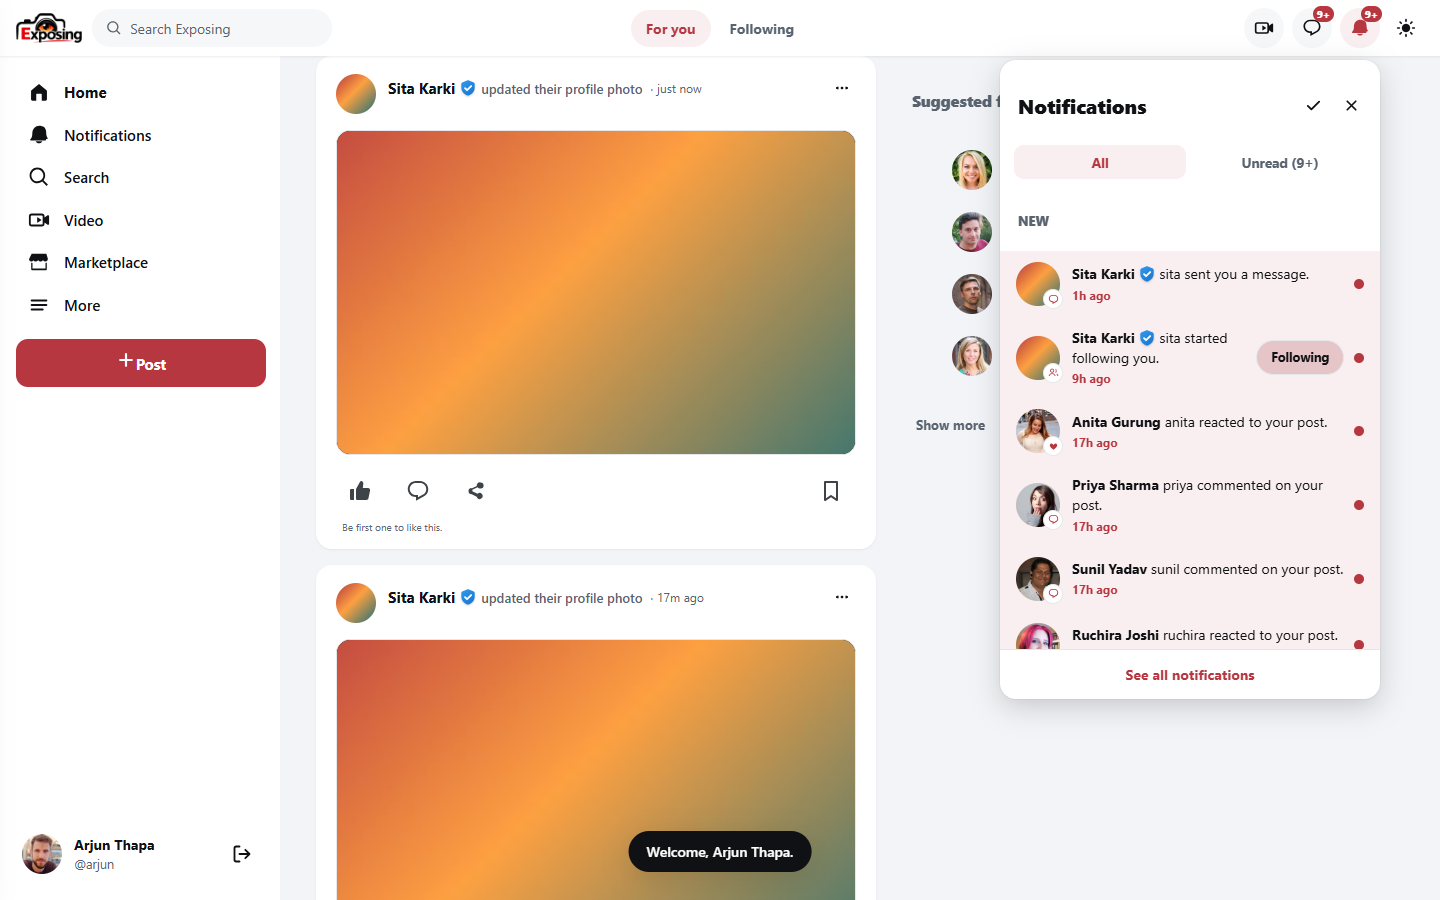 Exposing
Search Exposing
For you
Following
9+
9+
Home
Notifications
Search
Video
Marketplace
More
+ Post
Arjun Thapa
@arjun
Sita Karki updated their profile photo · just now
Be first one to like this.
Sita Karki updated their profile photo · 17m ago
Welcome, Arjun Thapa.
Suggested f
Show more
Notifications
All
Unread (9+)
NEW
Sita Karki sita sent you a message.
1h ago
Sita Karki sita started
following you.
9h ago
Following
Anita Gurung anita reacted to your post.
17h ago
Priya Sharma priya commented on your
post.
17h ago
Sunil Yadav sunil commented on your post.
17h ago
Ruchira Joshi ruchira reacted to your post.
See all notifications